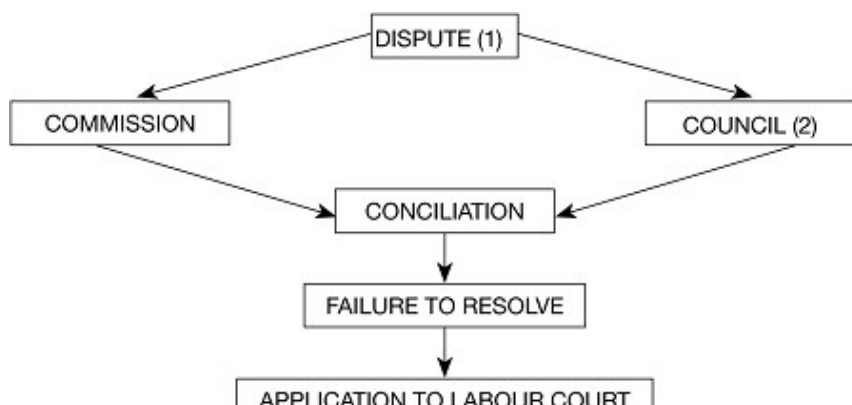 DISPUTE (1)
COMMISSION
COUNCIL (2)
CONCILIATION
FAILURE TO RESOLVE
APPLICATION TO LABOUR COURT